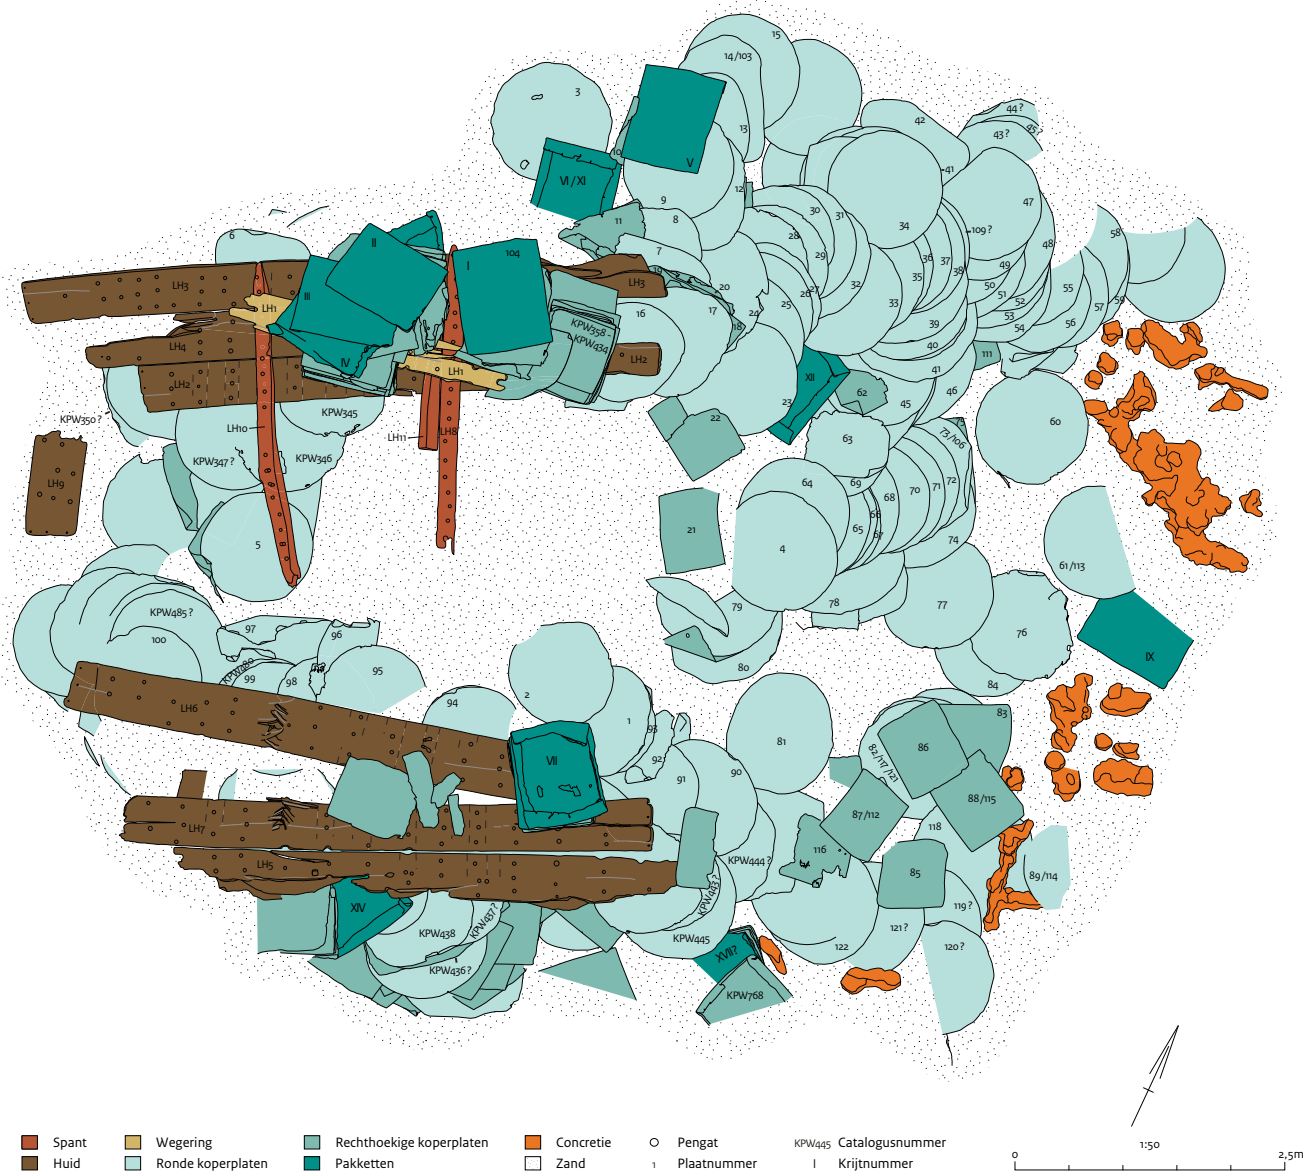 15
14/103
3
44?
42
45?
43?
13
10
V
41
VI/XI
12
9
47
30
31
11
8
34
109?
58
6
28
48
II
7
29
36
37
I
104
19
38
49
LH3
35
III
LH3
20
32
50
55
26
27
51
LH1
25
33
52
59
16
17
24
57
53
KPW358 -
18
39
54
56
KPW434
LH4
40
111
IV
LH2
41
LH1
XII
LH2
46
62
23
45
KPW345
KPW350?
22
60
75
LH10
LH8
LH11
63
73/106
KPW347?
KPW346
LH9
64
69
72
71
70
68
66
21
65
67
5
4
74
61/113
78
79
77
KPW485?
97
96
76
100
IX
80
KPW480
95
99
98
84
2
94
LH6
1
83
93
81
86
82/117/121
92
VII
90
91
88/115
87/112
LH7
118
116
KPW444?
LH5
85
89/114
KPW443?
XIV
119?
KPW437?
121?
KPW438
KPW445
122
120?
XVII?
KPW436?
KPW768
Spant
Wegering
Rechthoekige koperplaten
Concretie
Pengat
KPW445 Catalogusnummer
1:50
Huid
Ronde koperplaten
Pakketten
Zand
1 Plaatnummer
I Krijtnummer
0
2,5m